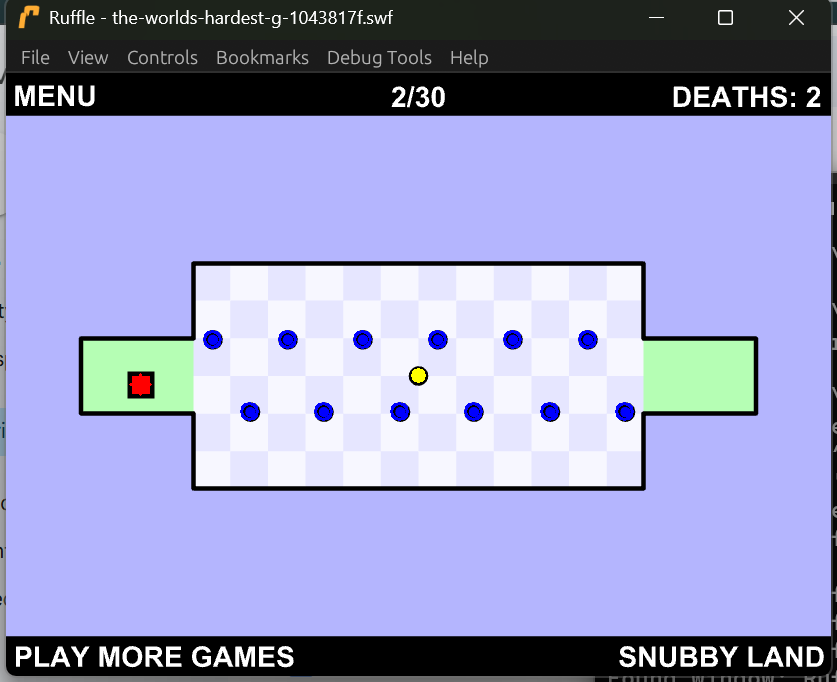 Ruffle - the-worlds-hardest-g-1043817f.swf
File View Controls Bookmarks Debug Tools Help
MENU 2/30 DEATHS: 2
PLAY MORE GAMES SNUBBY LAND